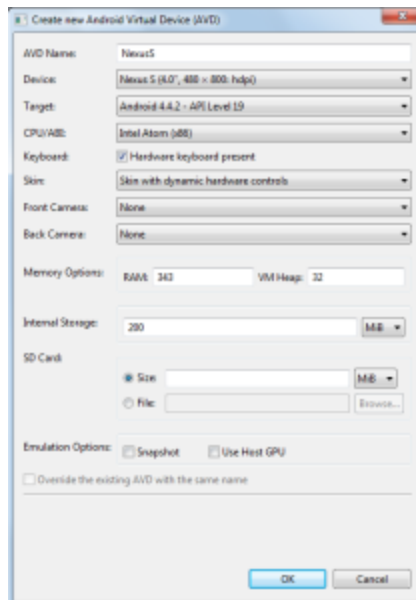 Create new Android Virtual Device (AVD)
AVD Name: NexusS
Device: Nexus S (4.0", 480 × 800: hdpi)
Target: Android 4.4.2 - API Level 19
CPU/ABI: Intel Atom (x86)
Keyboard: Hardware keyboard present
Skin: Skin with dynamic hardware controls
Front Camera: None
Back Camera: None
Memory Options: RAM: 343 VM Heap: 32
Internal Storage: 200 MiB
SD Card:
Size: MiB
File: Browse...
Emulation Options: Snapshot Use Host GPU
Override the existing AVD with the same name
OK Cancel